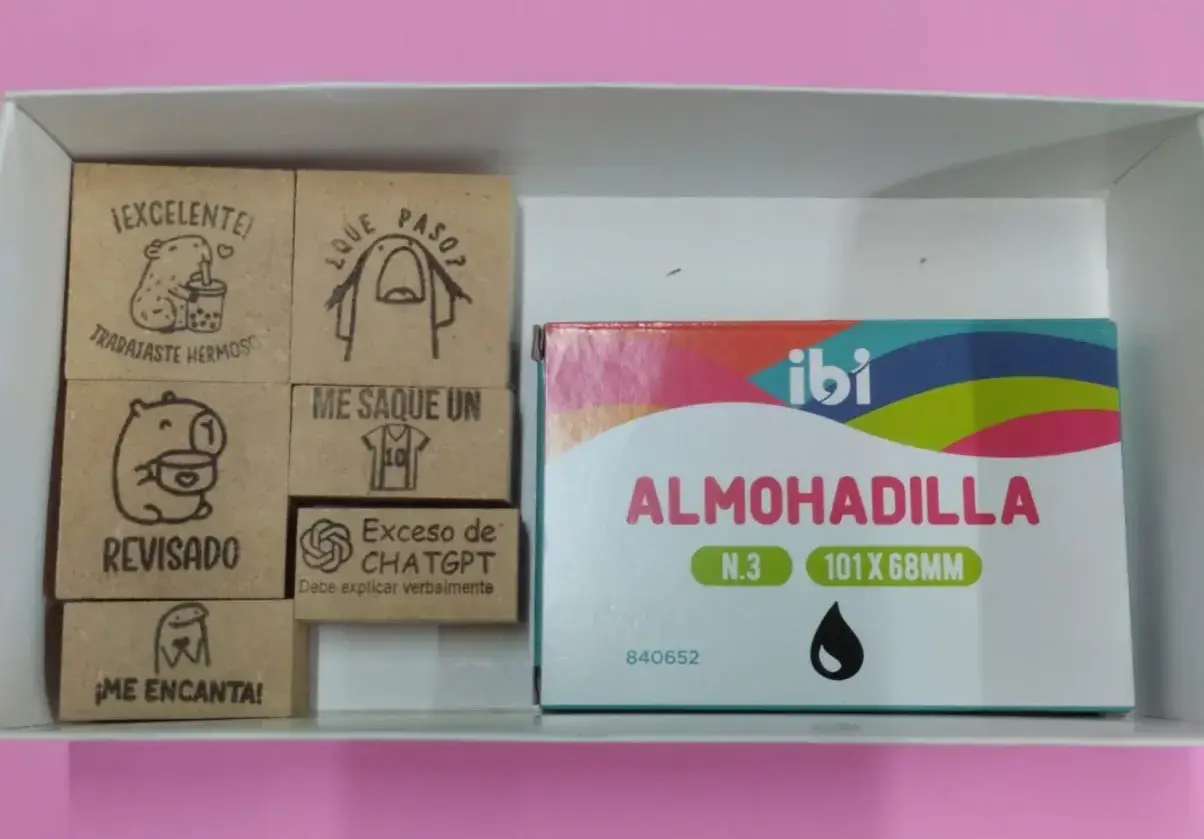 ¡EXCELENTE!
TRABAJASTE HERMOSO
¿QUE PASO?
REVISADO
ME SAQUE UN
10
Exceso de
CHATGPT
Debe explicar verbalmente
¡ME ENCANTA!
ibi
ALMOHADILLA
N.3
101 X 68MM
840652